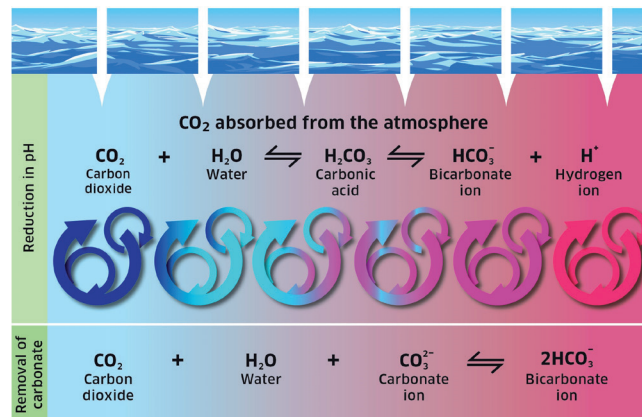 CO₂ absorbed from the atmosphere
Reduction in pH
CO₂ + H₂O ⇌ H₂CO₃ ⇌ HCO₃⁻ + H⁺
Carbon dioxide Water Carbonic acid Bicarbonate ion Hydrogen ion
Removal of carbonate
CO₂ + H₂O + CO₃²⁻ ⇌ 2HCO₃⁻
Carbon dioxide Water Carbonate ion Bicarbonate ion